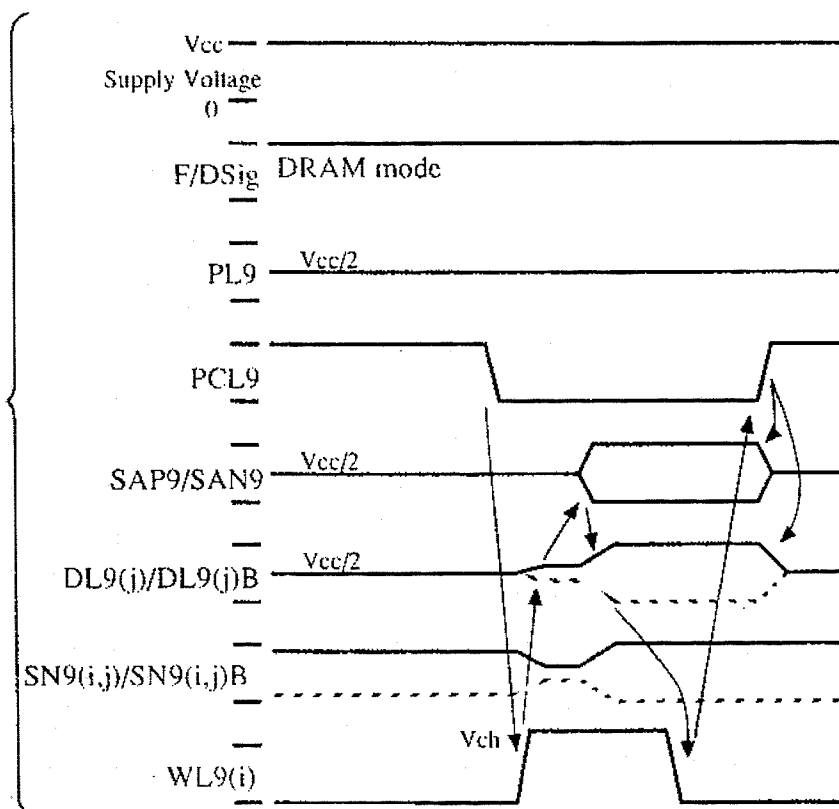 Vcc
Supply Voltage
0
F/DSig DRAM mode
PL9 Vcc/2
PCL9
SAP9/SAN9 Vcc/2
DL9(j)/DL9(j)B Vcc/2
SN9(i,j)/SN9(i,j)B
Vch
WL9(i)